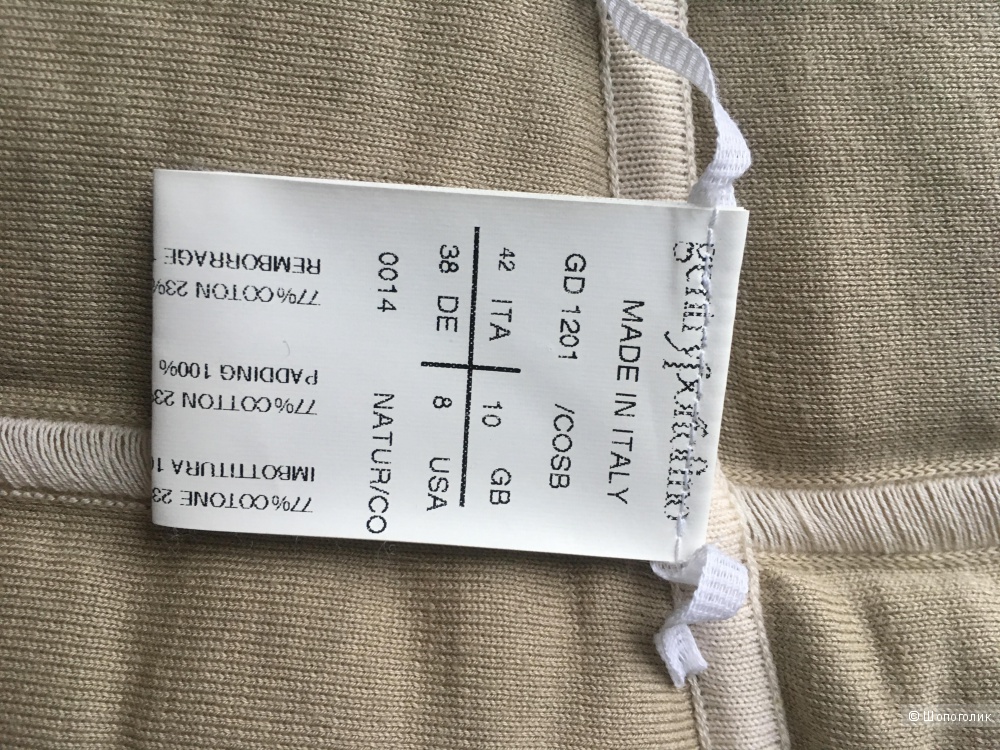 gentryportofino
MADE IN ITALY
GD 1201 /COSB
42 ITA 10 GB
38 DE 8 USA
0014 NATUR/CO
77%COTONE 23
IMBOTTITURA 1
77%COTTON 23
PADDING 100%
77%COTON 23%
REMBORRAGE
© Шопоголик